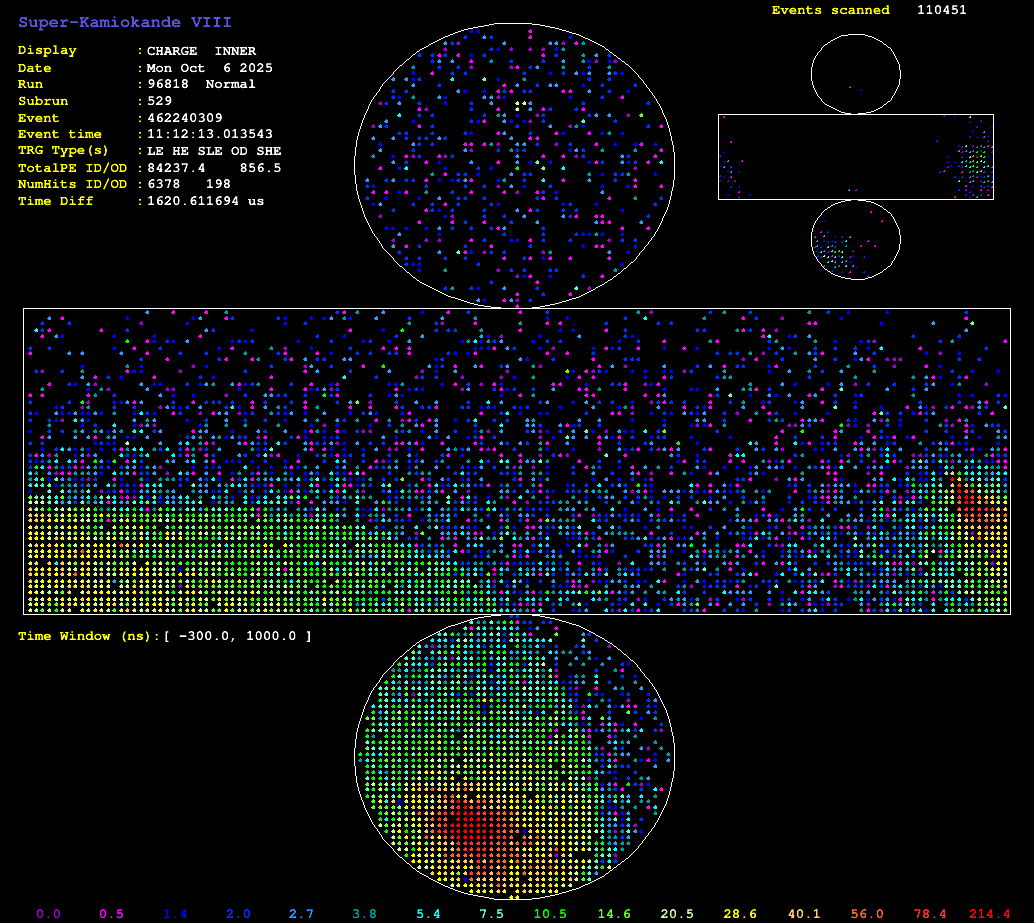 Super-Kamiokande VIII
Events scanned 110451
Display : CHARGE INNER
Date : Mon Oct 6 2025
Run : 96818 Normal
Subrun : 529
Event : 462240309
Event time : 11:12:13.013543
TRG Type(s) : LE HE SLE OD SHE
TotalPE ID/OD : 84237.4 856.5
NumHits ID/OD : 6378 198
Time Diff : 1620.611694 us
Time Window (ns):[ -300.0, 1000.0 ]
0.0 0.5 1.4 2.0 2.7 3.8 5.4 7.5 10.5 14.6 20.5 28.6 40.1 56.0 78.4 214.4